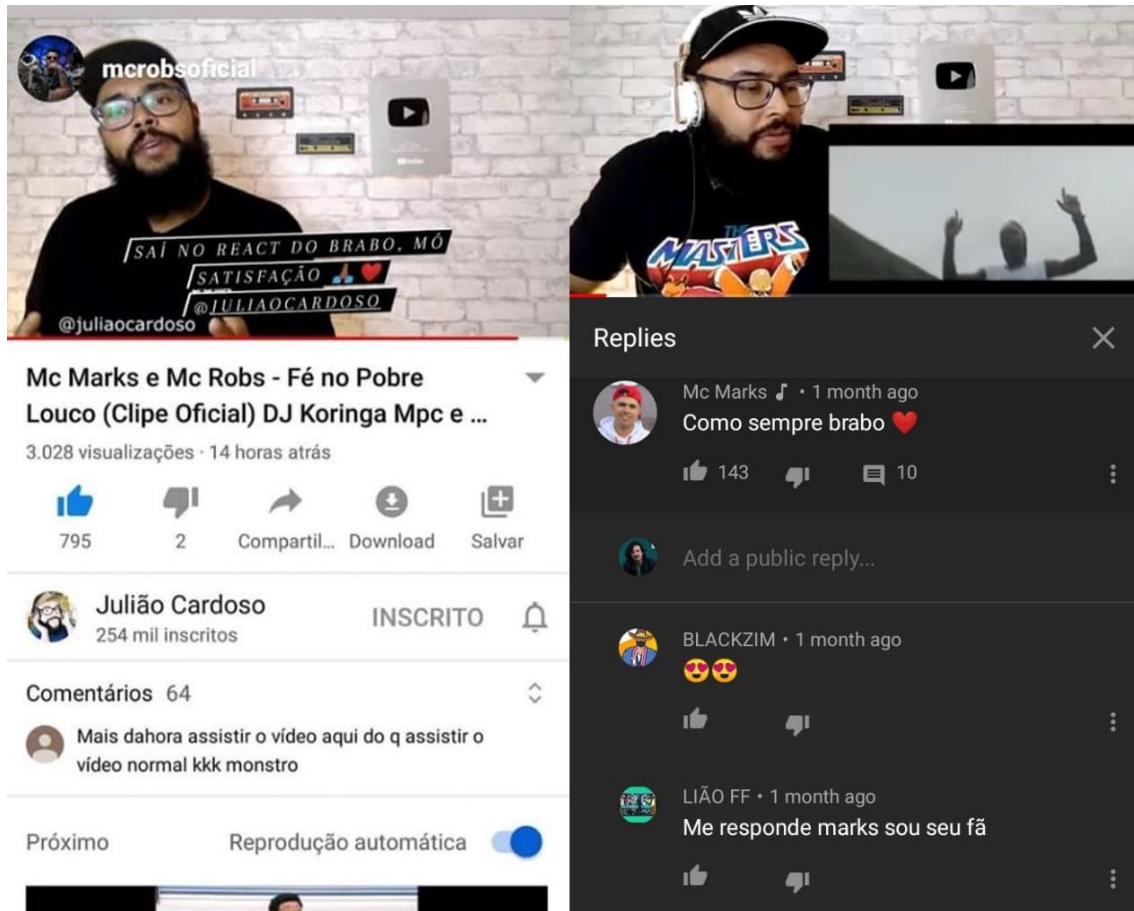 mcrobsoficial
SAÍ NO REACT DO BRABO, MÓ
SATISFAÇÃO 🙏🏾❤️
@JULIAOCARDOSO
@juliaocardoso
Mc Marks e Mc Robs - Fé no Pobre
Louco (Clipe Oficial) DJ Koringa Mpc e ...
3.028 visualizações · 14 horas atrás
795
2
Compartil...
Download
Salvar
Julião Cardoso
254 mil inscritos
INSCRITO
Comentários 64
Mais dahora assistir o vídeo aqui do q assistir o
vídeo normal kkk monstro
Próximo
Reprodução automática
THE
MASTERS
Replies
Mc Marks ♪ • 1 month ago
Como sempre brabo ❤️
143
10
Add a public reply...
BLACKZIM • 1 month ago
😍😍
LIÃO FF • 1 month ago
Me responde marks sou seu fã